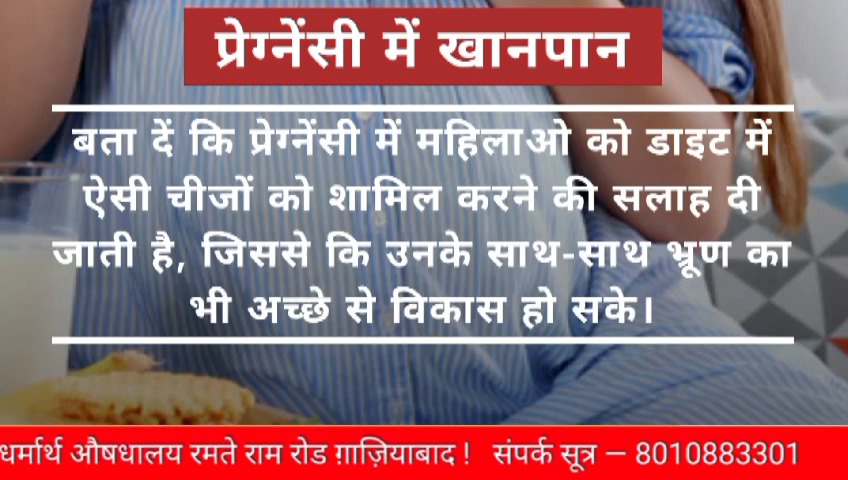 प्रेग्नेंसी में खानपान
बता दें कि प्रेग्नेंसी में महिलाओ को डाइट में
ऐसी चीजों को शामिल करने की सलाह दी
जाती है, जिससे कि उनके साथ-साथ भ्रूण का
भी अच्छे से विकास हो सके।
धर्मार्थ औषधालय रमते राम रोड ग़ाज़ियाबाद ! संपर्क सूत्र – 8010883301